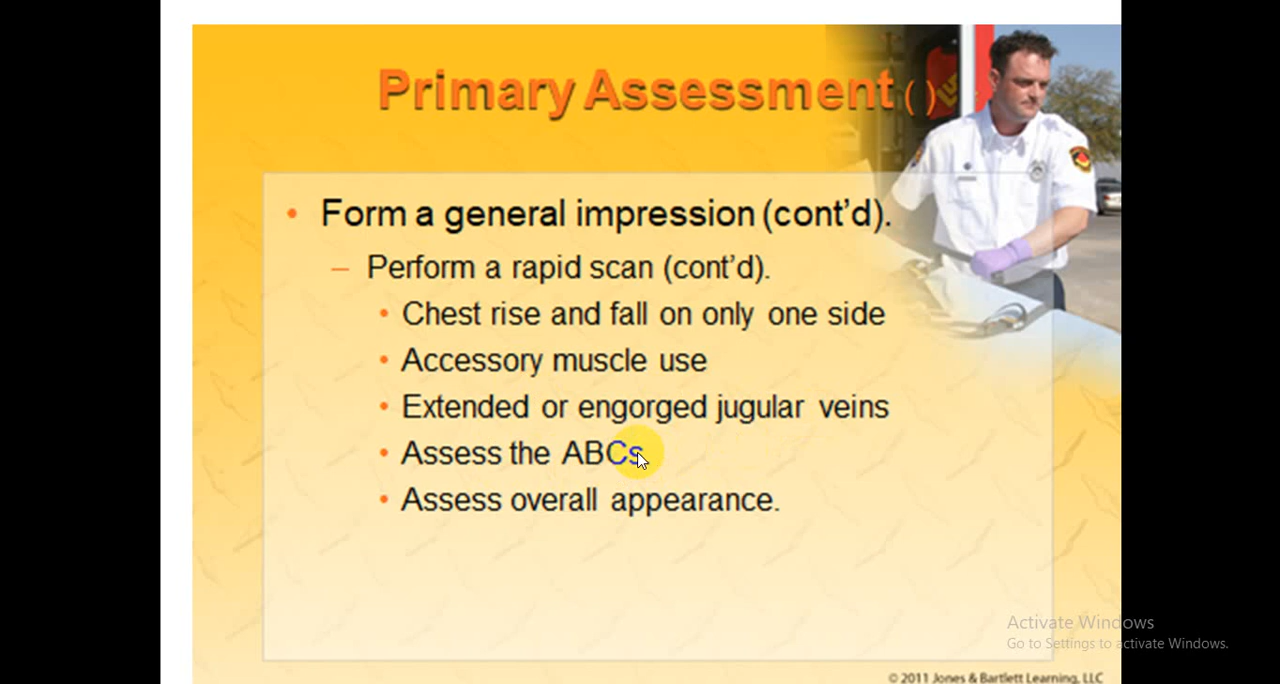 Primary Assessment ( )
• Form a general impression (cont'd).
– Perform a rapid scan (cont'd).
• Chest rise and fall on only one side
• Accessory muscle use
• Extended or engorged jugular veins
• Assess the ABCs
• Assess overall appearance.
Activate Windows
Go to Settings to activate Windows.
© 2011 Jones & Bartlett Learning, LLC